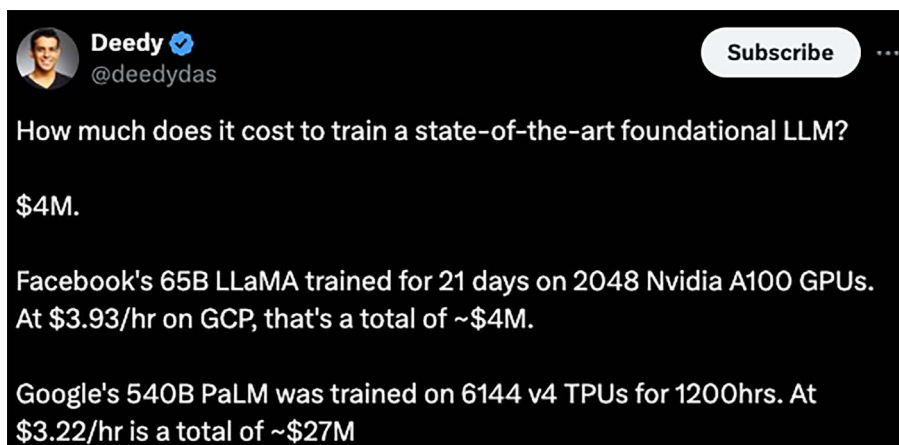 Deedy
@deedydas
Subscribe
How much does it cost to train a state-of-the-art foundational LLM?
$4M.
Facebook's 65B LLaMA trained for 21 days on 2048 Nvidia A100 GPUs.
At $3.93/hr on GCP, that's a total of ~$4M.
Google's 540B PaLM was trained on 6144 v4 TPUs for 1200hrs. At
$3.22/hr is a total of ~$27M